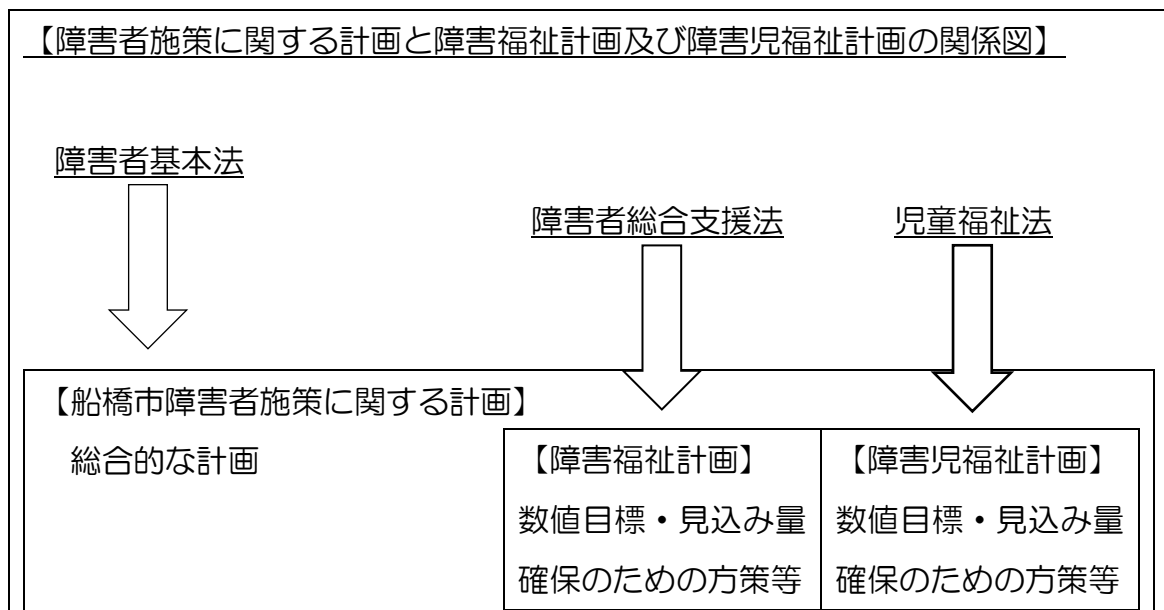 【障害者施策に関する計画と障害福祉計画及び障害児福祉計画の関係図】
障害者基本法
障害者総合支援法
児童福祉法
【船橋市障害者施策に関する計画】
総合的な計画
【障害福祉計画】
数値目標・見込み量
確保のための方策等
【障害児福祉計画】
数値目標・見込み量
確保のための方策等